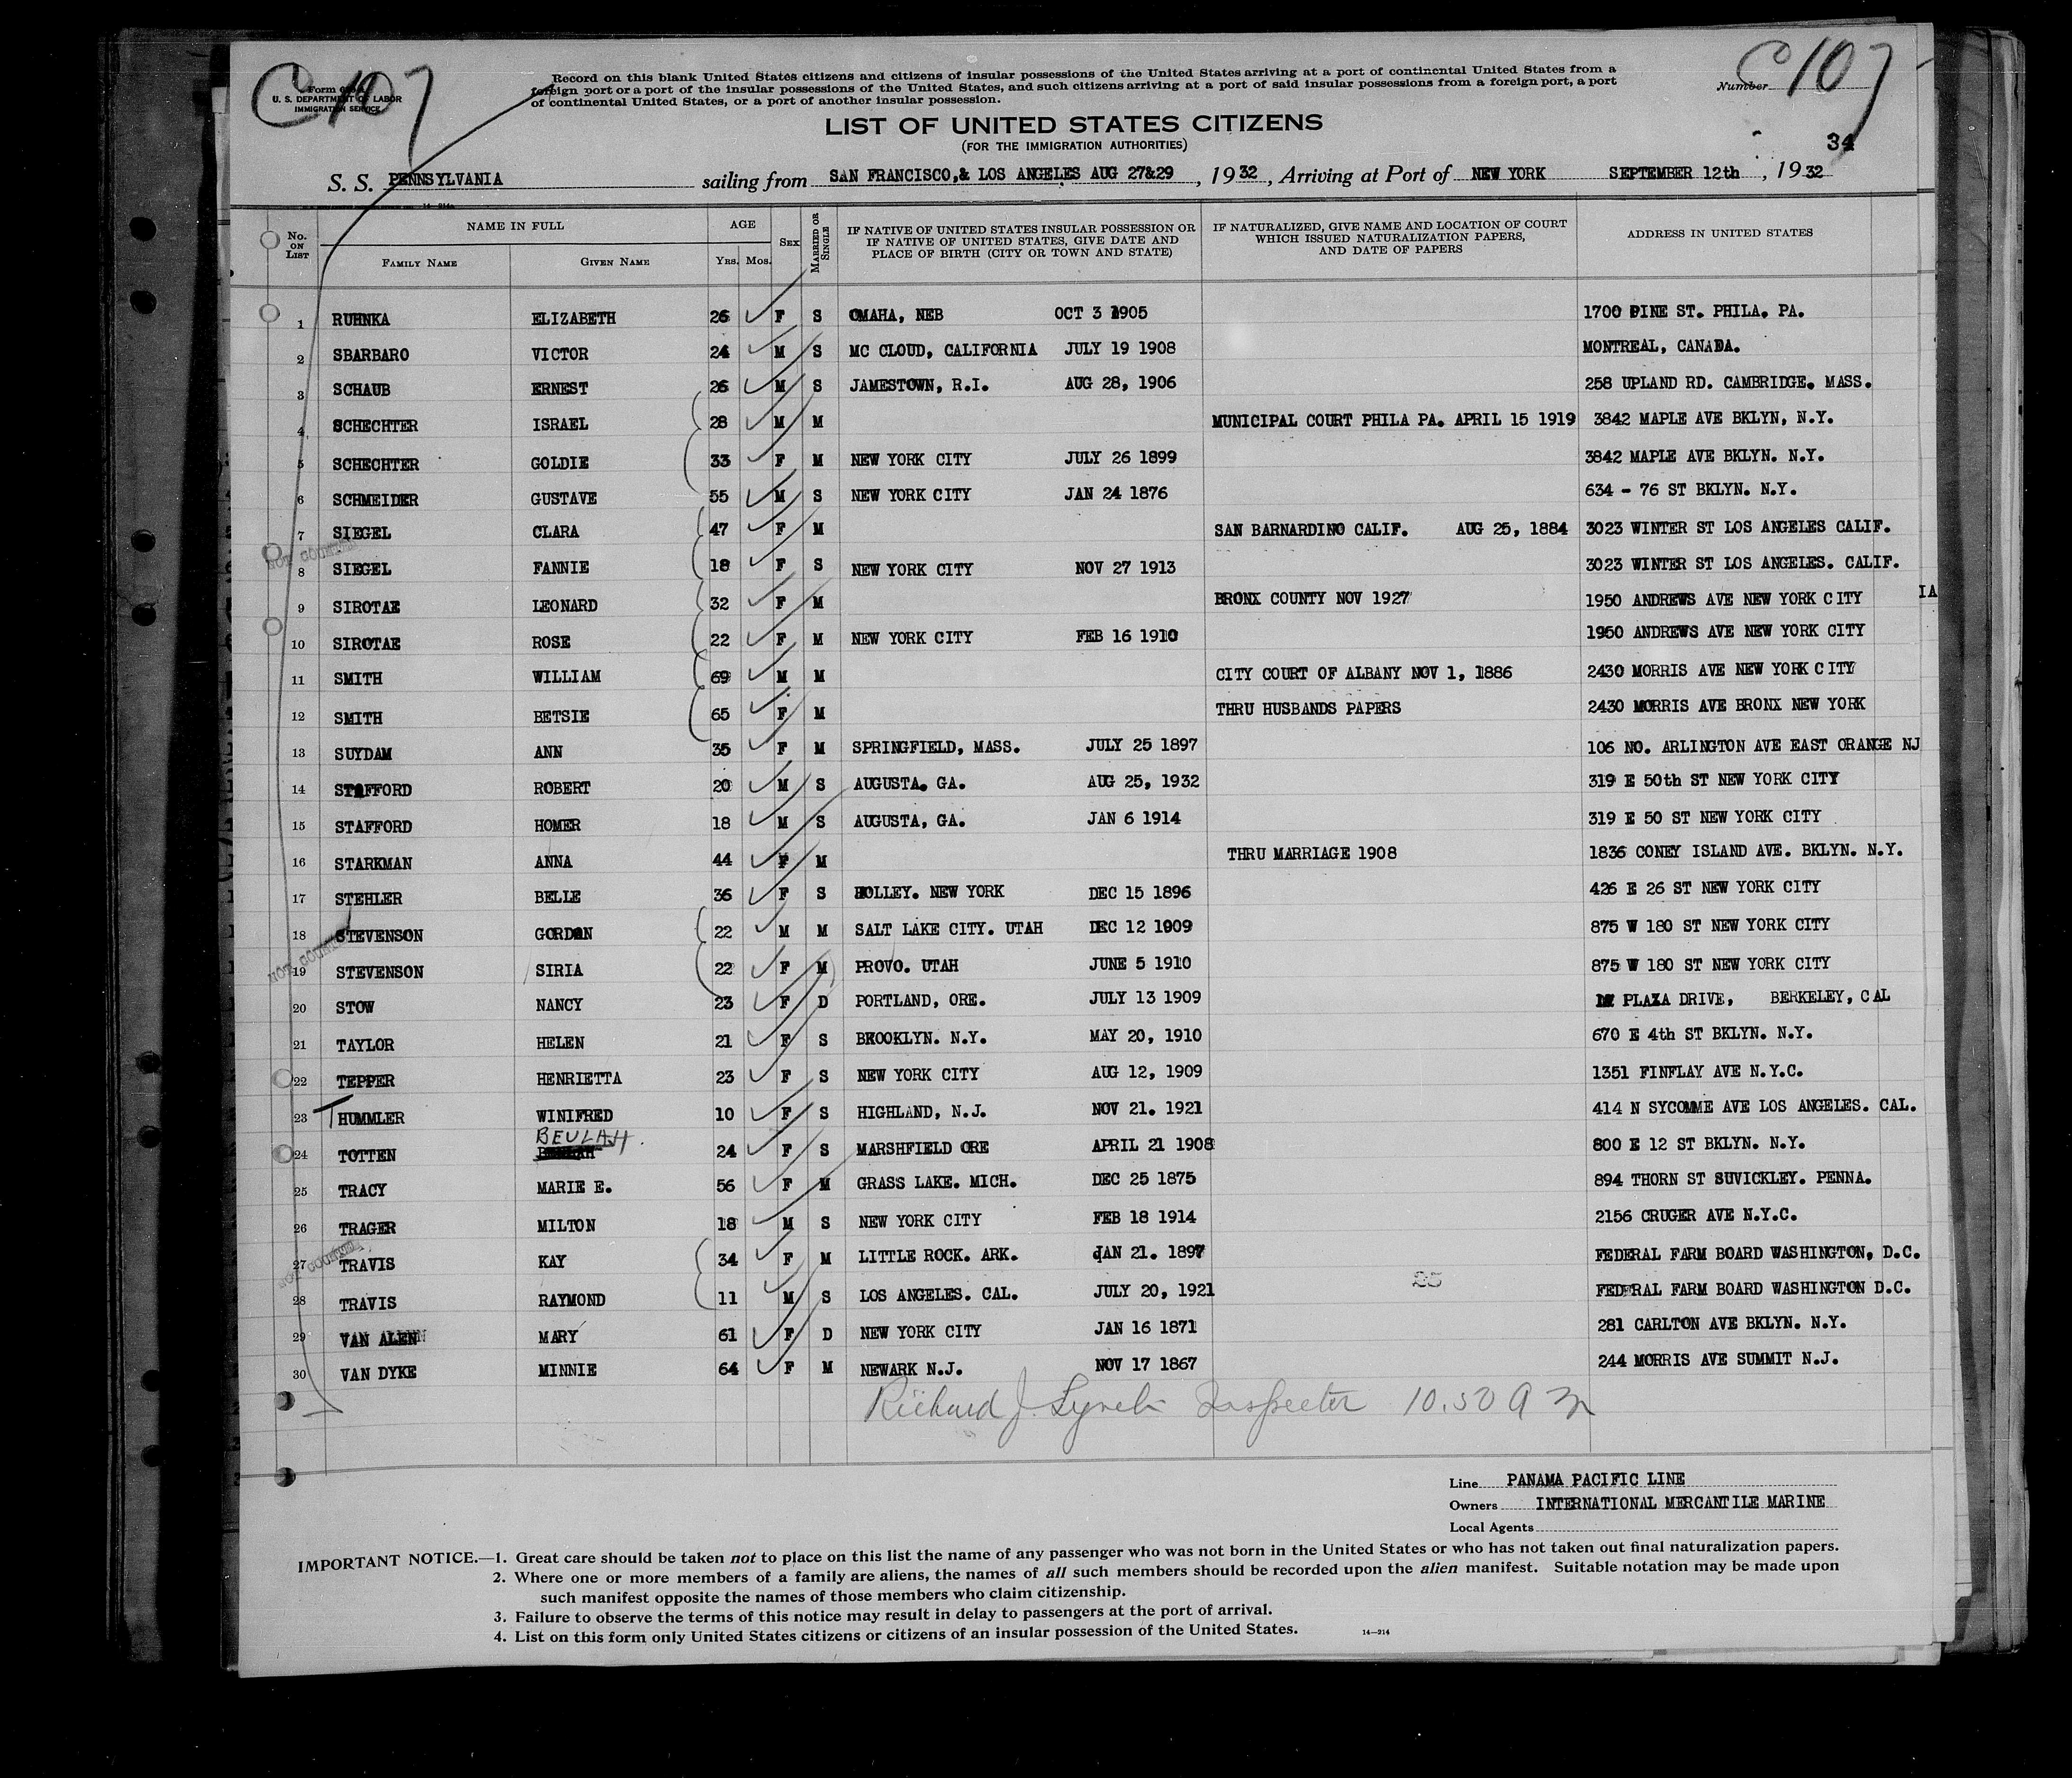 C 107
Form 630
U. S. DEPARTMENT OF LABOR
IMMIGRATION SERVICE
Record on this blank United States citizens and citizens of insular possessions of the United States arriving at a port of continental United States from a
foreign port or a port of the insular possessions of the United States, and such citizens arriving at a port of said insular possessions from a foreign port, a port
of continental United States, or a port of another insular possession.
Number C 107
LIST OF UNITED STATES CITIZENS
(FOR THE IMMIGRATION AUTHORITIES)
34
S. S. PENNSYLVANIA sailing from SAN FRANCISCO,& LOS ANGELES AUG 27&29, 1932, Arriving at Port of NEW YORK SEPTEMBER 12th, 1932
No. ON LIST NAME IN FULL FAMILY NAME GIVEN NAME AGE YRS. MOS. SEX MARRIED OR SINGLE IF NATIVE OF UNITED STATES INSULAR POSSESSION OR IF NATIVE OF UNITED STATES, GIVE DATE AND PLACE OF BIRTH (CITY OR TOWN AND STATE) IF NATURALIZED, GIVE NAME AND LOCATION OF COURT WHICH ISSUED NATURALIZATION PAPERS, AND DATE OF PAPERS ADDRESS IN UNITED STATES
1 RUHNKA ELIZABETH 26 F S OMAHA, NEB OCT 3 1905 1700 PINE ST. PHILA. PA.
2 SBARBARO VICTOR 24 M S MC CLOUD, CALIFORNIA JULY 19 1908 MONTREAL, CANADA.
3 SCHAUB ERNEST 26 M S JAMESTOWN, R.I. AUG 28, 1906 258 UPLAND RD. CAMBRIDGE. MASS.
4 SCHECHTER ISRAEL 28 M M MUNICIPAL COURT PHILA PA. APRIL 15 1919 3842 MAPLE AVE BKLYN, N.Y.
5 SCHECHTER GOLDIE 33 F M NEW YORK CITY JULY 26 1899 3842 MAPLE AVE BKLYN. N.Y.
6 SCHMEIDER GUSTAVE 55 M S NEW YORK CITY JAN 24 1876 634 - 76 ST BKLYN. N.Y.
7 SIEGEL CLARA 47 F M SAN BARNARDINO CALIF. AUG 25, 1884 3023 WINTER ST LOS ANGELES CALIF.
NOT COUNTED
8 SIEGEL FANNIE 18 F S NEW YORK CITY NOV 27 1913 3023 WINTER ST LOS ANGELES. CALIF.
9 SIROTAE LEONARD 32 F M BRONX COUNTY NOV 1927 1950 ANDREWS AVE NEW YORK CITY IA
10 SIROTAE ROSE 22 F M NEW YORK CITY FEB 16 1910 1950 ANDREWS AVE NEW YORK CITY
11 SMITH WILLIAM 69 M M CITY COURT OF ALBANY NOV 1, 1886 2430 MORRIS AVE NEW YORK CITY
12 SMITH BETSIE 65 F M THRU HUSBANDS PAPERS 2430 MORRIS AVE BRONX NEW YORK
13 SUYDAM ANN 35 F M SPRINGFIELD, MASS. JULY 25 1897 106 NO. ARLINGTON AVE EAST ORANGE NJ
14 STAFFORD ROBERT 20 M S AUGUSTA. GA. AUG 25, 1932 319 E 50th ST NEW YORK CITY
15 STAFFORD HOMER 18 M S AUGUSTA, GA. JAN 6 1914 319 E 50 ST NEW YORK CITY
16 STARKMAN ANNA 44 F M THRU MARRIAGE 1908 1836 CONEY ISLAND AVE. BKLYN. N.Y.
17 STEHLER BELLE 36 F S HOLLEY. NEW YORK DEC 15 1896 426 E 26 ST NEW YORK CITY
18 STEVENSON GORDON 22 M M SALT LAKE CITY. UTAH DEC 12 1909 875 W 180 ST NEW YORK CITY
NOT COUNTED
19 STEVENSON SIRIA 22 F M PROVO. UTAH JUNE 5 1910 875 W 180 ST NEW YORK CITY
20 STOW NANCY 23 F D PORTLAND, ORE. JULY 13 1909 PLAZA DRIVE, BERKELEY, CAL
21 TAYLOR HELEN 21 F S BROOKLYN. N.Y. MAY 20, 1910 670 E 4th ST BKLYN. N.Y.
22 TEPPER HENRIETTA 23 F S NEW YORK CITY AUG 12, 1909 1351 FINFLAY AVE N.Y.C.
23 THUMMLER WINIFRED 10 F S HIGHLAND, N.J. NOV 21. 1921 414 N SYCOMME AVE LOS ANGELES. CAL.
24 TOTTEN BEULAH. 24 F S MARSHFIELD ORE APRIL 21 1908 800 E 12 ST BKLYN. N.Y.
25 TRACY MARIE E. 56 F M GRASS LAKE. MICH. DEC 25 1875 894 THORN ST SUVICKLEY. PENNA.
26 TRAGER MILTON 18 M S NEW YORK CITY FEB 18 1914 2156 CRUGER AVE N.Y.C.
NOT COUNTED
27 TRAVIS KAY 34 F M LITTLE ROCK. ARK. JAN 21. 1897 FEDERAL FARM BOARD WASHINGTON, D.C.
28 TRAVIS RAYMOND 11 M S LOS ANGELES. CAL. JULY 20, 1921 FEDERAL FARM BOARD WASHINGTON D.C.
29 VAN ALEN MARY 61 F D NEW YORK CITY JAN 16 1871 281 CARLTON AVE BKLYN. N.Y.
30 VAN DYKE MINNIE 64 F M NEWARK N.J. NOV 17 1867 244 MORRIS AVE SUMMIT N.J.
Richard J. Lynch Inspector 10.50 A M
Line PANAMA PACIFIC LINE
Owners INTERNATIONAL MERCANTILE MARINE
Local Agents
IMPORTANT NOTICE.—1. Great care should be taken not to place on this list the name of any passenger who was not born in the United States or who has not taken out final naturalization papers.
2. Where one or more members of a family are aliens, the names of all such members should be recorded upon the alien manifest. Suitable notation may be made upon
such manifest opposite the names of those members who claim citizenship.
3. Failure to observe the terms of this notice may result in delay to passengers at the port of arrival.
4. List on this form only United States citizens or citizens of an insular possession of the United States.
14—214